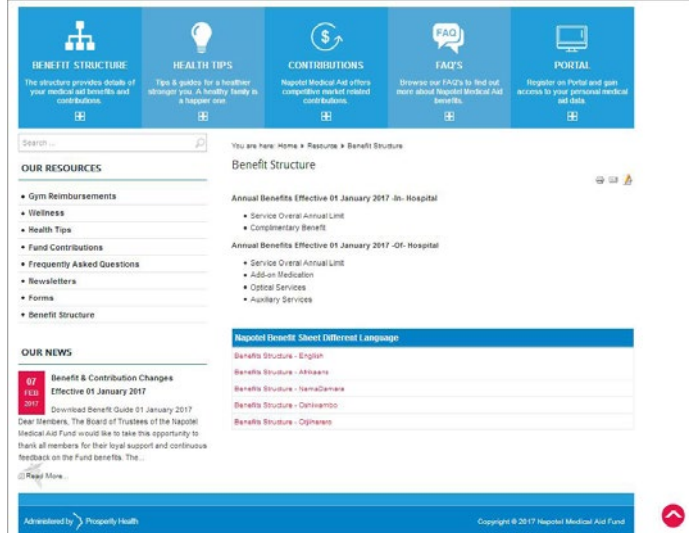 BENEFIT STRUCTURE
The structure provides details of
your medical aid benefits and
contributions.
HEALTH TIPS
Tips & guides for a healthier
stronger you. A healthy family is
a happier one.
CONTRIBUTIONS
Napotel Medical Aid offers
competitive market related
contributions.
FAQ
FAQ'S
Browse our FAQ's to find out
more about Napotel Medical Aid
benefits.
PORTAL
Register on Portal and gain
access to your personal medical
aid data.
Search ...
OUR RESOURCES
Gym Reimbursements
Wellness
Health Tips
Fund Contributions
Frequently Asked Questions
Newsletters
Forms
Benefit Structure
OUR NEWS
07
FEB
2017
Benefit & Contribution Changes
Effective 01 January 2017
Download Benefit Guide 01 January 2017
Dear Members, The Board of Trustees of the Napotel
Medical Aid Fund would like to take this opportunity to
thank all members for their loyal support and continuous
feedback on the Fund benefits. The...
Read More...
You are here: Home Resource Benefit Structure
Benefit Structure
Annual Benefits Effective 01 January 2017 -In- Hospital
Service Overal Annual Limit
Complimentary Benefit
Annual Benefits Effective 01 January 2017 -Of- Hospital
Service Overal Annual Limit
Add-on Medication
Optical Services
Auxiliary Services
Napotel Benefit Sheet Different Language
Benefits Structure - English
Benefits Structure - Afrikaans
Benefits Structure - NamaDamara
Benefits Structure - Oshiwambo
Benefits Structure - Otjiherero
Administered by Prosperity Health
Copyright © 2017 Napotel Medical Aid Fund